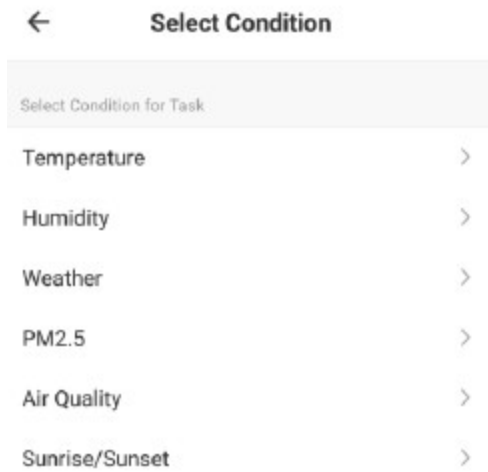 Select Condition
Select Condition for Task
Temperature
Humidity
Weather
PM2.5
Air Quality
Sunrise/Sunset